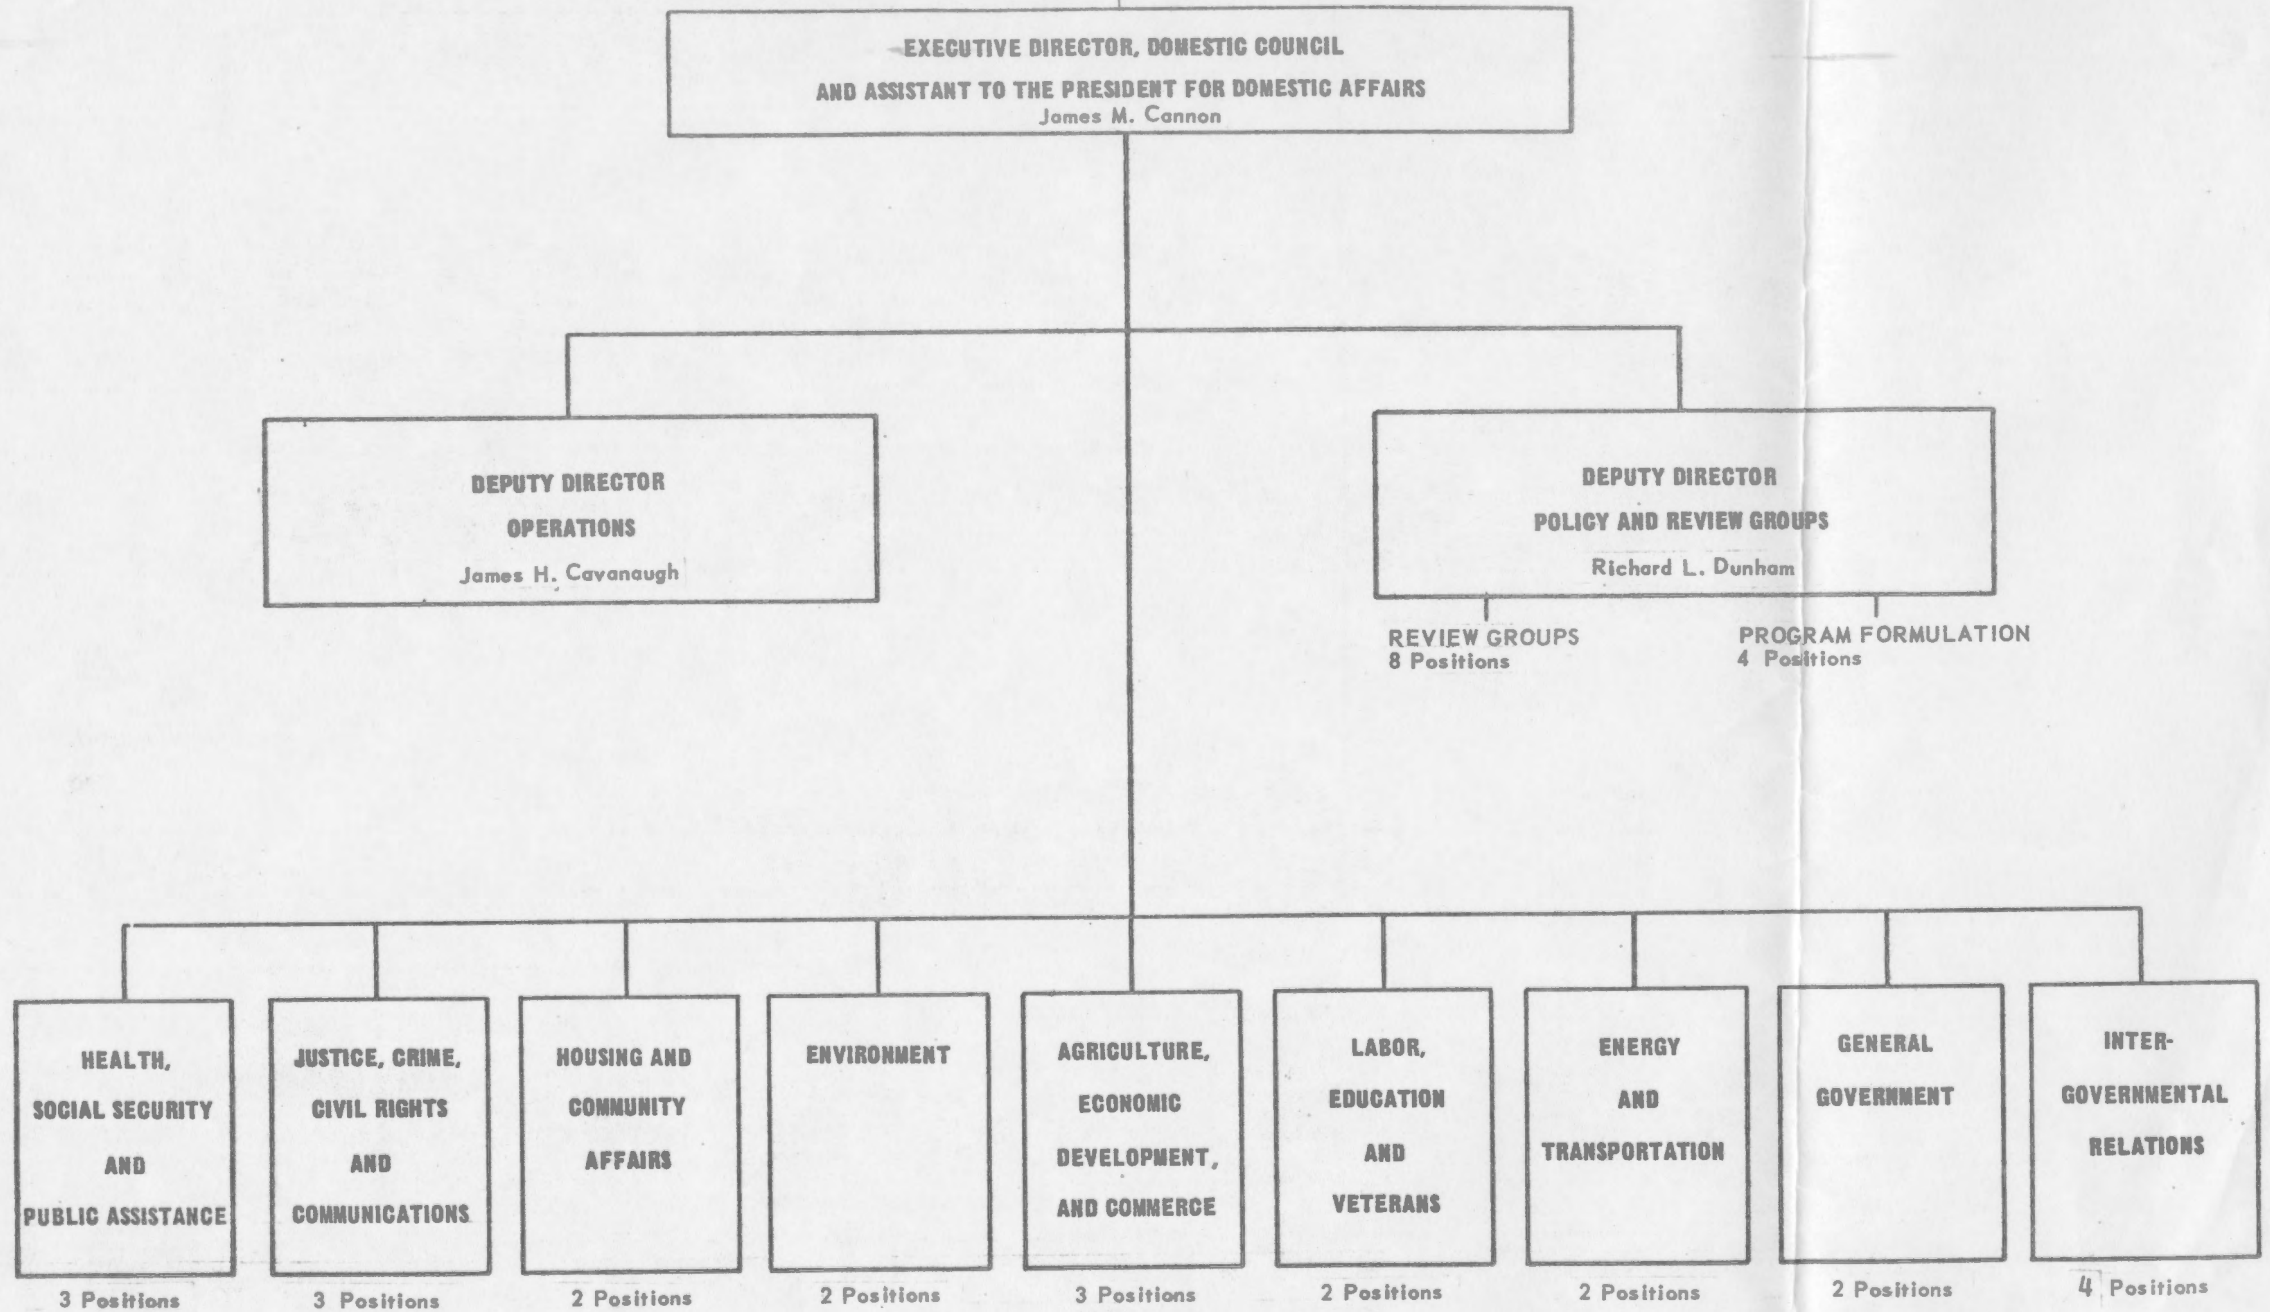 EXECUTIVE DIRECTOR, DOMESTIC COUNCIL
AND ASSISTANT TO THE PRESIDENT FOR DOMESTIC AFFAIRS
James M. Cannon
DEPUTY DIRECTOR
OPERATIONS
James H. Cavanaugh
DEPUTY DIRECTOR
POLICY AND REVIEW GROUPS
Richard L. Dunham
REVIEW GROUPS
8 Positions
PROGRAM FORMULATION
4 Positions
HEALTH,
SOCIAL SECURITY
AND
PUBLIC ASSISTANCE
3 Positions
JUSTICE, CRIME,
CIVIL RIGHTS
AND
COMMUNICATIONS
3 Positions
HOUSING AND
COMMUNITY
AFFAIRS
2 Positions
ENVIRONMENT
2 Positions
AGRICULTURE,
ECONOMIC
DEVELOPMENT,
AND COMMERCE
3 Positions
LABOR,
EDUCATION
AND
VETERANS
2 Positions
ENERGY
AND
TRANSPORTATION
2 Positions
GENERAL
GOVERNMENT
2 Positions
INTER-
GOVERNMENTAL
RELATIONS
4 Positions